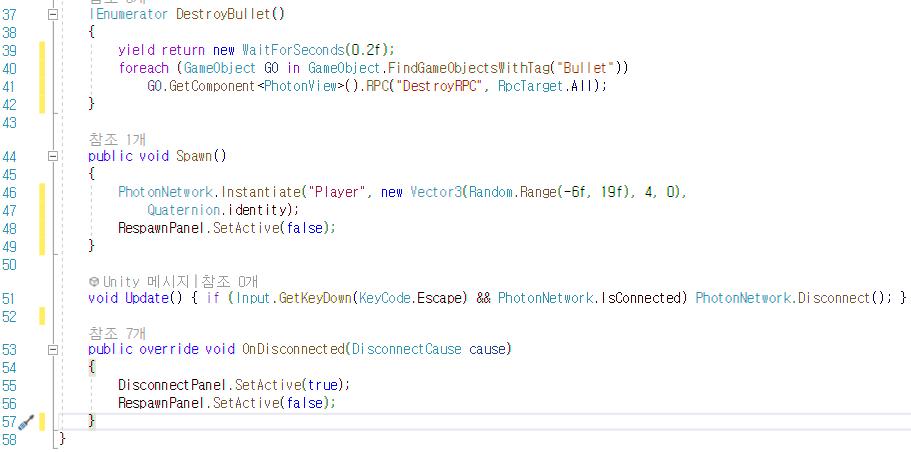 37 IEnumerator DestroyBullet()
38 {
39 yield return new WaitForSeconds(0.2f);
40 foreach (GameObject GO in GameObject.FindGameObjectsWithTag("Bullet"))
41 GO.GetComponent<PhotonView>().RPC("DestroyRPC", RpcTarget.All);
42 }
43
참조 1개
44 public void Spawn()
45 {
46 PhotonNetwork.Instantiate("Player", new Vector3(Random.Range(-6f, 19f), 4, 0),
47 Quaternion.identity);
48 RespawnPanel.SetActive(false);
49 }
50
Unity 메시지 | 참조 0개
51 void Update() { if (Input.GetKeyDown(KeyCode.Escape) && PhotonNetwork.IsConnected) PhotonNetwork.Disconnect(); }
52
참조 7개
53 public override void OnDisconnected(DisconnectCause cause)
54 {
55 DisconnectPanel.SetActive(true);
56 RespawnPanel.SetActive(false);
57 }
58 }